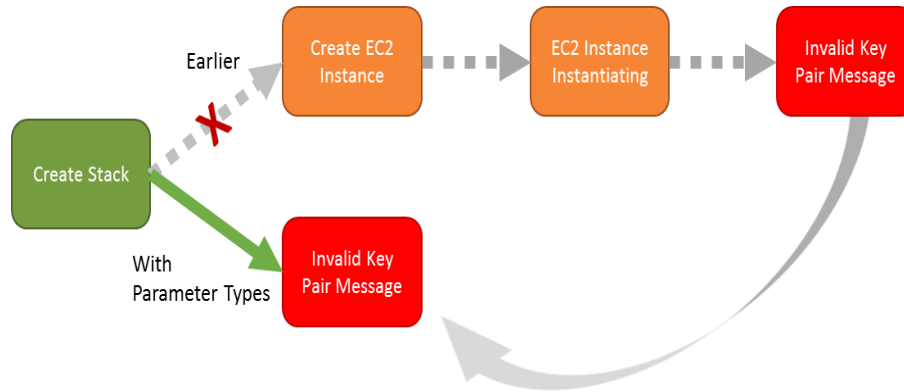 Earlier
Create EC2
Instance
EC2 Instance
Instantiating
Invalid Key
Pair Message
Create Stack
With
Parameter Types
Invalid Key
Pair Message